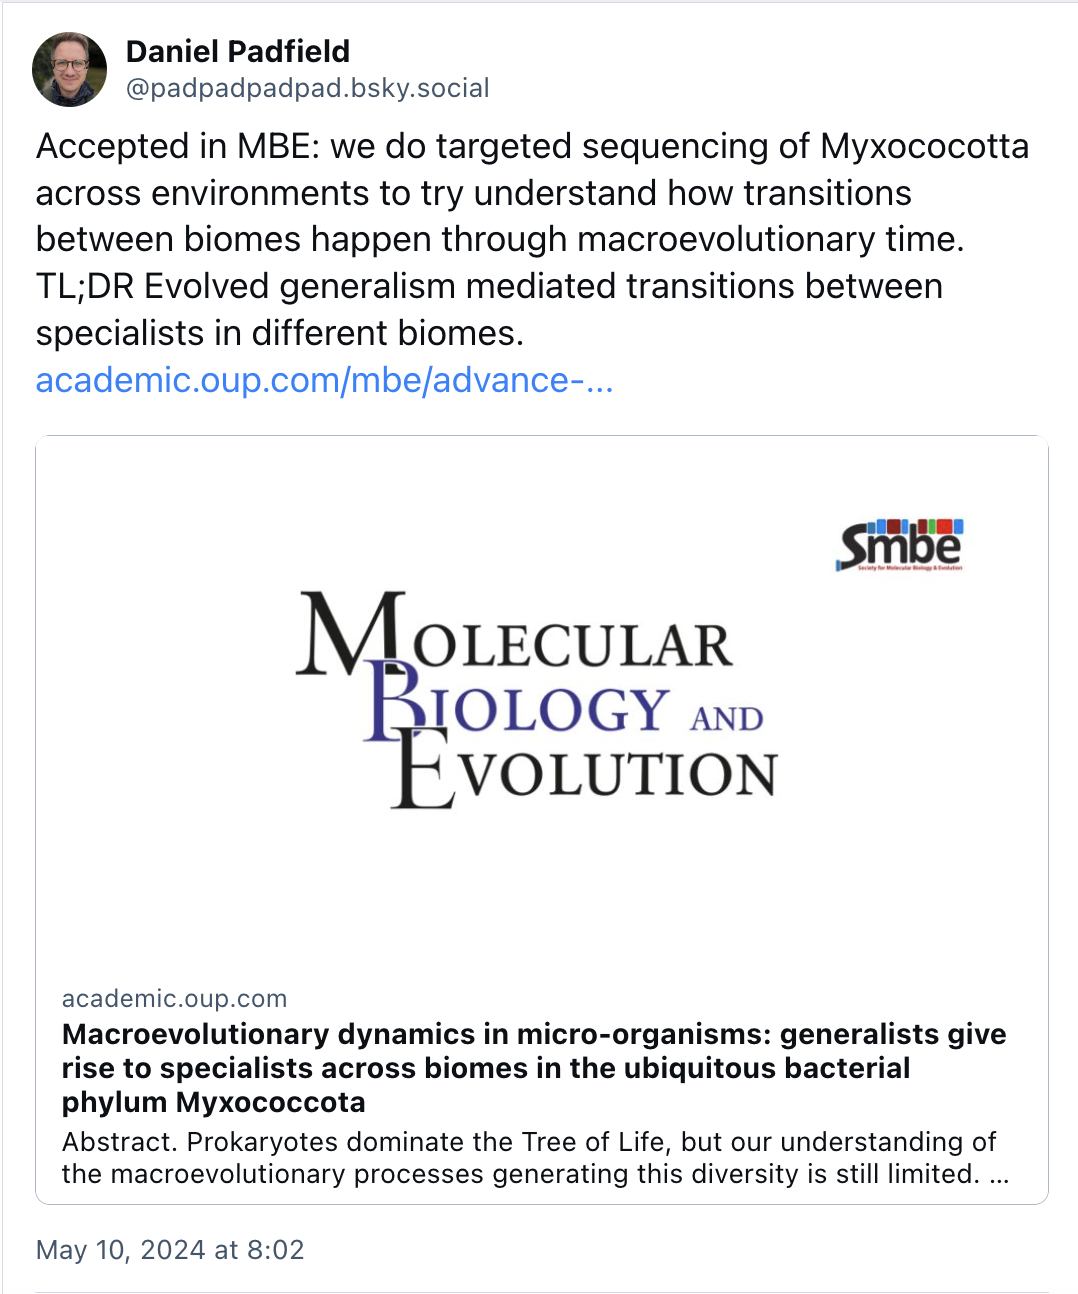 Daniel Padfield
@padpadpadpad.bsky.social
Accepted in MBE: we do targeted sequencing of Myxococotta
across environments to try understand how transitions
between biomes happen through macroevolutionary time.
TL;DR Evolved generalism mediated transitions between
specialists in different biomes.
academic.oup.com/mbe/advance-...
Smbe
Society for Molecular Biology & Evolution
MOLECULAR
BIOLOGY AND
EVOLUTION
academic.oup.com
Macroevolutionary dynamics in micro-organisms: generalists give
rise to specialists across biomes in the ubiquitous bacterial
phylum Myxococcota
Abstract. Prokaryotes dominate the Tree of Life, but our understanding of
the macroevolutionary processes generating this diversity is still limited. ...
May 10, 2024 at 8:02